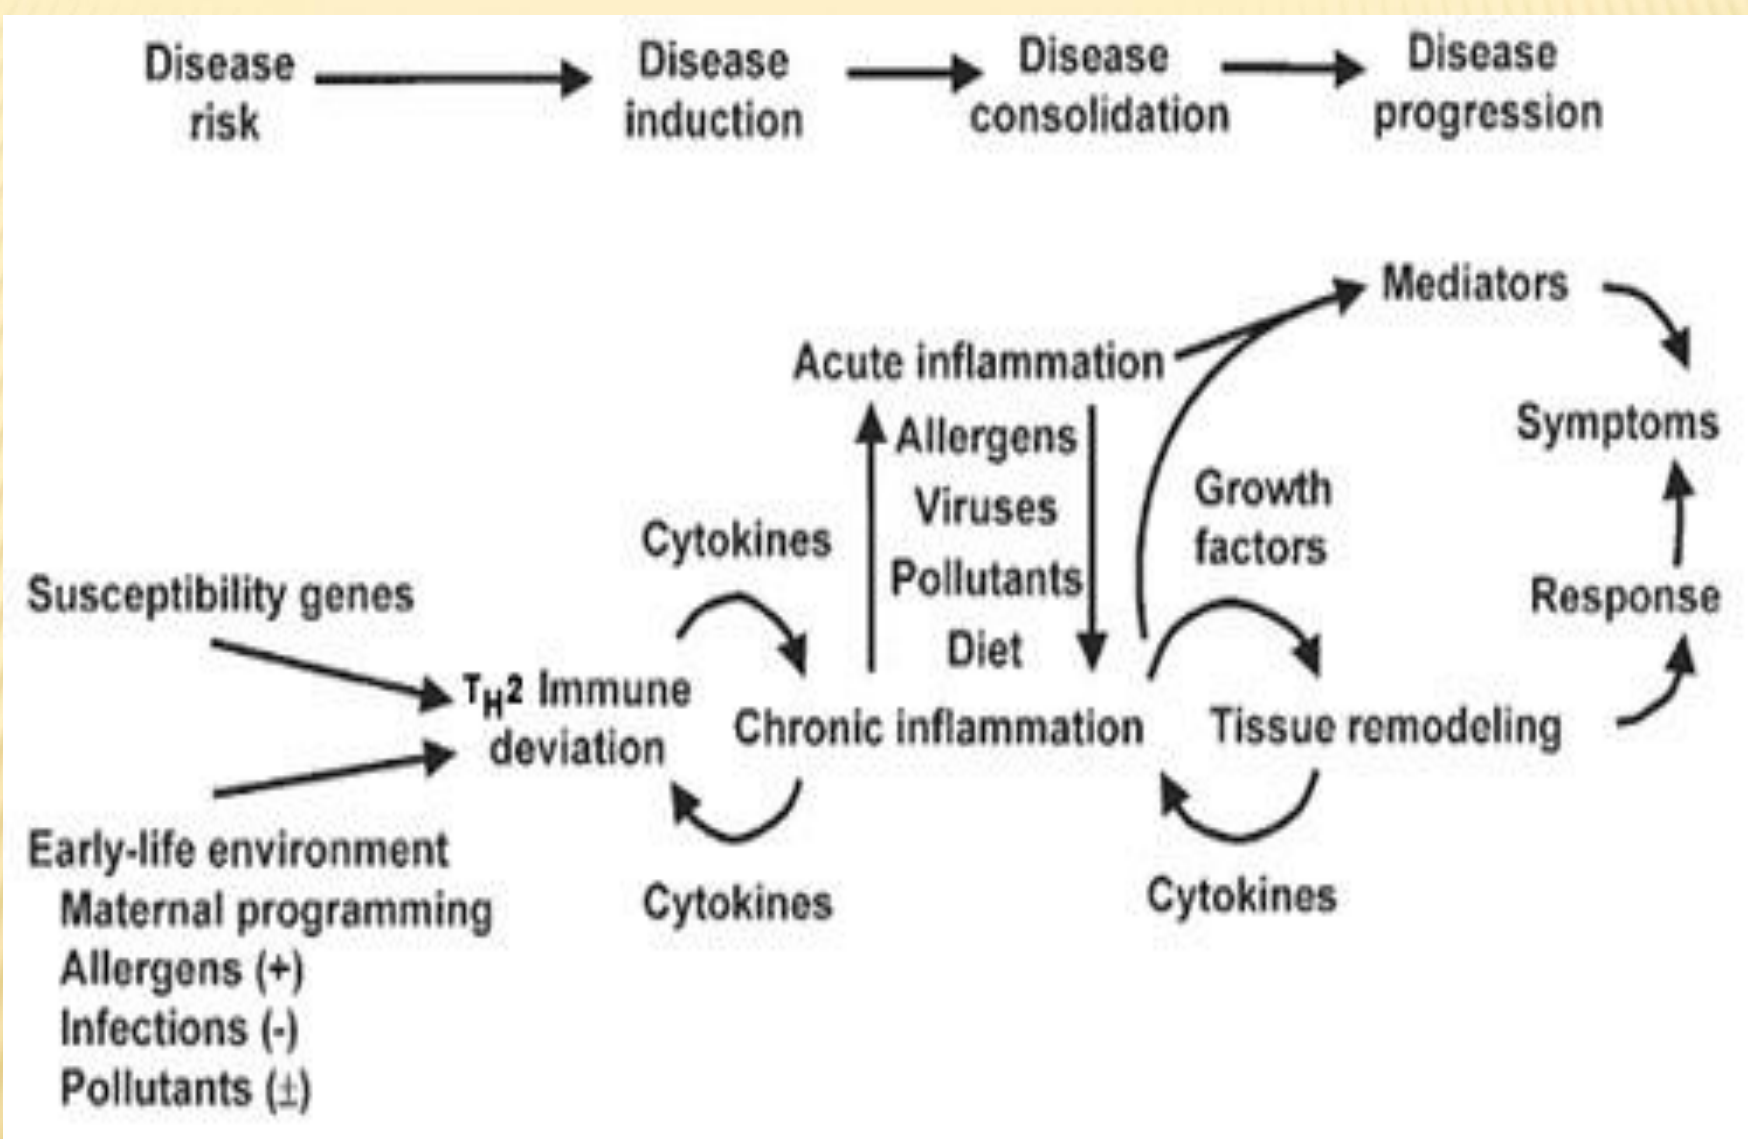 Disease
risk
Disease
induction
Disease
consolidation
Disease
progression
Mediators
Acute inflammation
Allergens
Viruses
Pollutants
Diet
Symptoms
Growth
factors
Cytokines
Response
Susceptibility genes
TH2 Immune
deviation
Chronic inflammation
Tissue remodeling
Early-life environment
Maternal programming
Allergens (+)
Infections (-)
Pollutants (±)
Cytokines
Cytokines